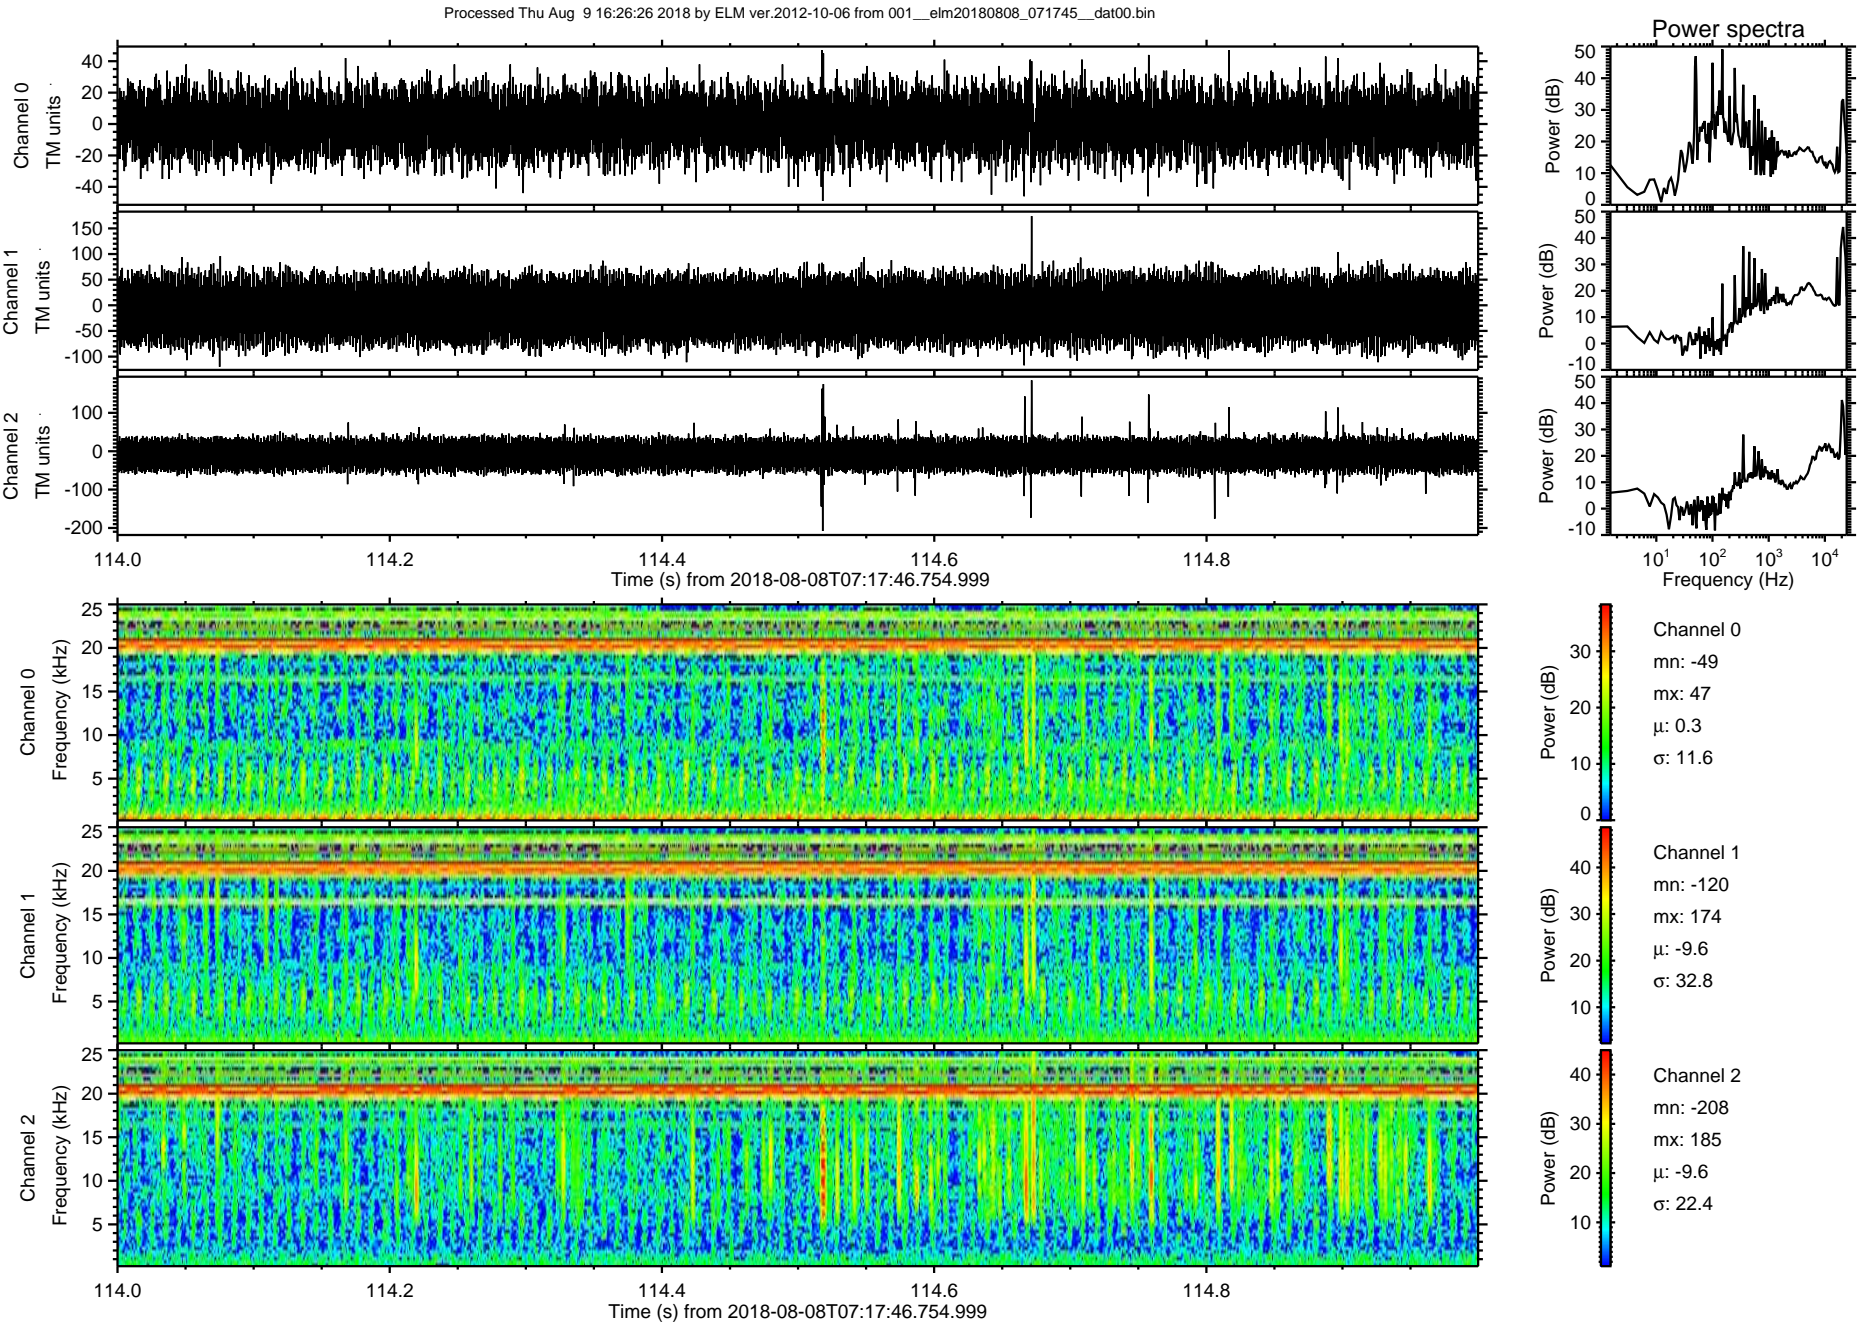 Processed Thu Aug  9 16:26:26 2018 by ELM ver.2012-10-06 from 001__elm20180808_071745__dat00.bin
Power spectra
Channel 0
TM units
40
20
0
-20
-40
Power (dB)
50
40
30
20
10
0
Channel 1
TM units
150
100
50
0
-50
-100
Power (dB)
50
40
30
20
10
0
-10
Channel 2
TM units
100
0
-100
-200
Power (dB)
50
40
30
20
10
0
-10
114.0 114.2 114.4 114.6 114.8
Time (s) from 2018-08-08T07:17:46.754.999
10^1 10^2 10^3 10^4
Frequency (Hz)
Channel 0
Frequency (kHz)
25
20
15
10
5
Power (dB)
30
20
10
0
Channel 0
mn: -49
mx: 47
μ: 0.3
σ: 11.6
Channel 1
Frequency (kHz)
25
20
15
10
5
Power (dB)
40
30
20
10
Channel 1
mn: -120
mx: 174
μ: -9.6
σ: 32.8
Channel 2
Frequency (kHz)
25
20
15
10
5
Power (dB)
40
30
20
10
Channel 2
mn: -208
mx: 185
μ: -9.6
σ: 22.4
114.0 114.2 114.4 114.6 114.8
Time (s) from 2018-08-08T07:17:46.754.999